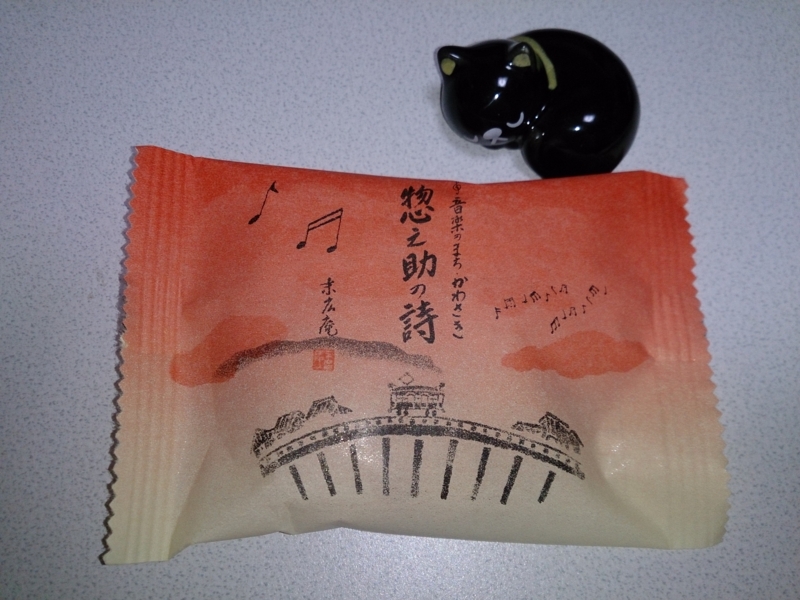 音楽のまち・かわさき
惣之助の詩
末広庵